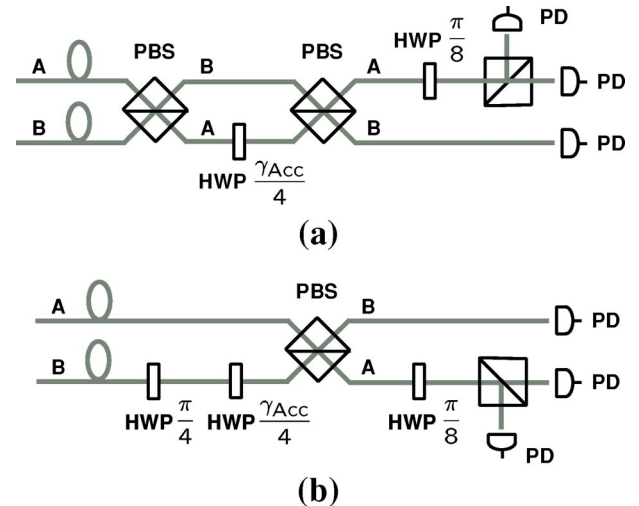 PD
PBS
PBS
HWP π/8
A
B
A
PD
B
A
B
PD
HWP γAcc/4
(a)
PBS
A
B
PD
B
A
PD
HWP π/4
HWP γAcc/4
HWP π/8
PD
(b)